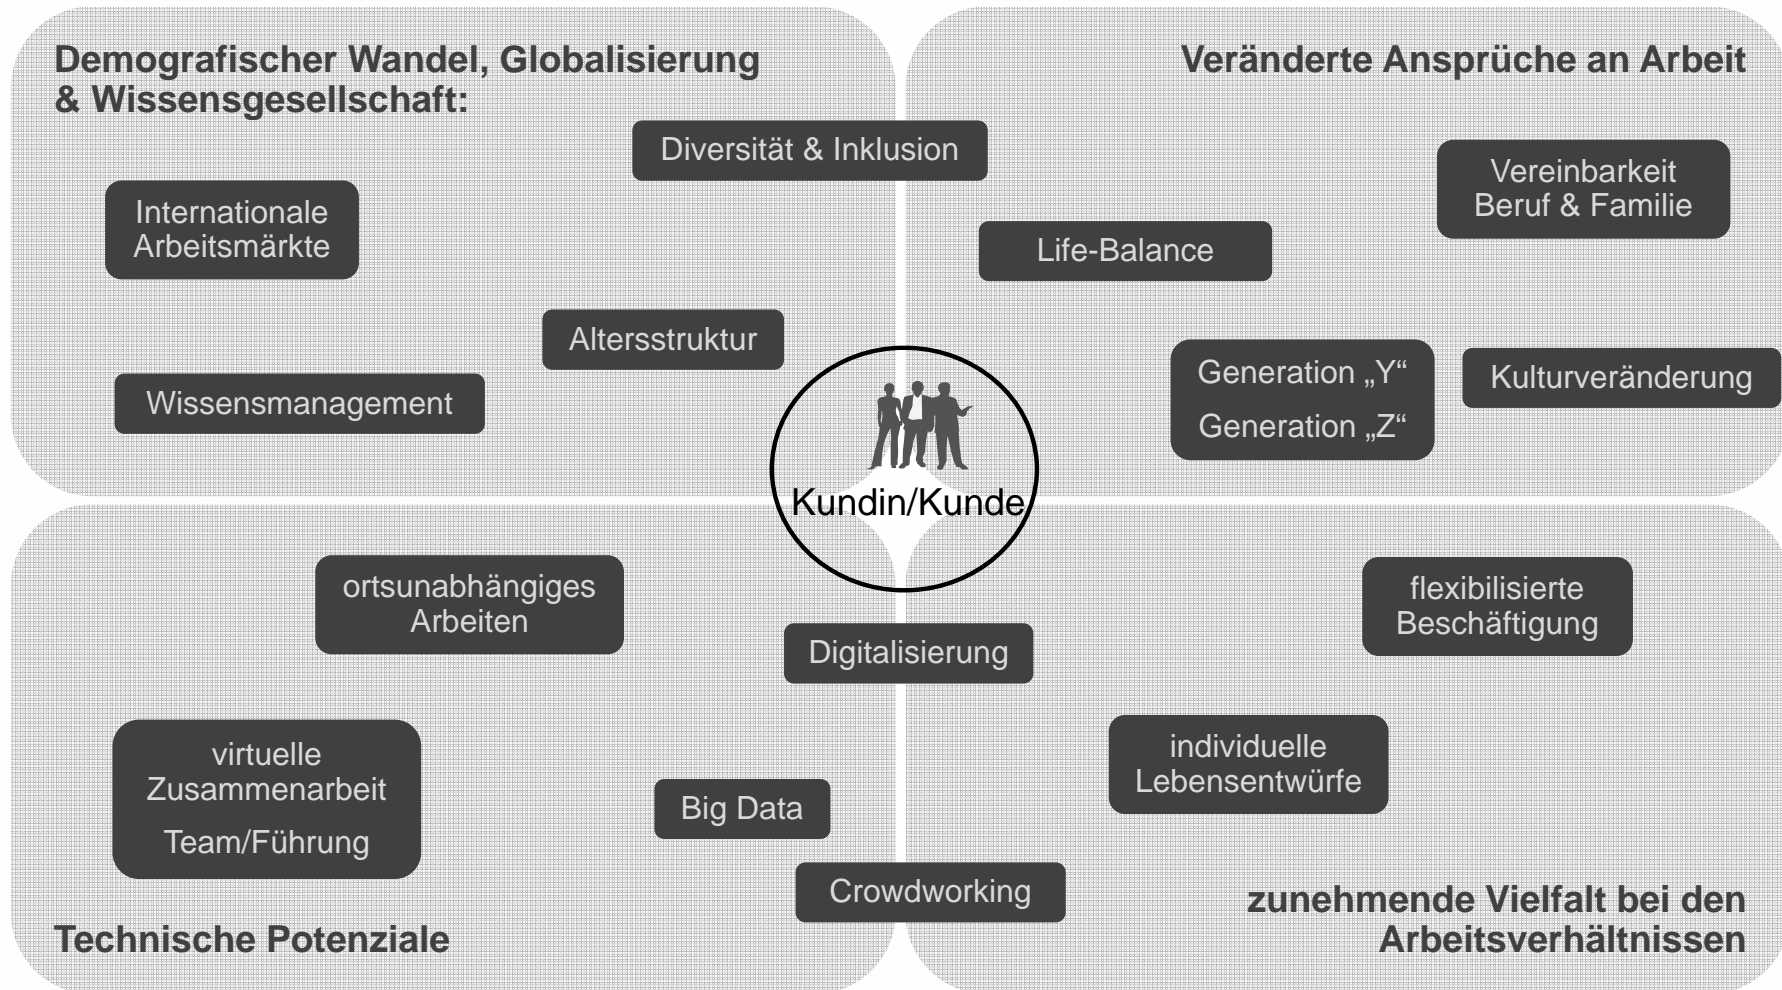 Demografischer Wandel, Globalisierung
& Wissensgesellschaft:
Veränderte Ansprüche an Arbeit
Diversität & Inklusion
Internationale
Arbeitsmärkte
Vereinbarkeit
Beruf & Familie
Life-Balance
Altersstruktur
Wissensmanagement
Generation „Y“
Generation „Z“
Kulturveränderung
Kundin/Kunde
ortsunabhängiges
Arbeiten
Digitalisierung
flexibilisierte
Beschäftigung
virtuelle
Zusammenarbeit
Team/Führung
Big Data
individuelle
Lebensentwürfe
Crowdworking
Technische Potenziale
zunehmende Vielfalt bei den
Arbeitsverhältnissen